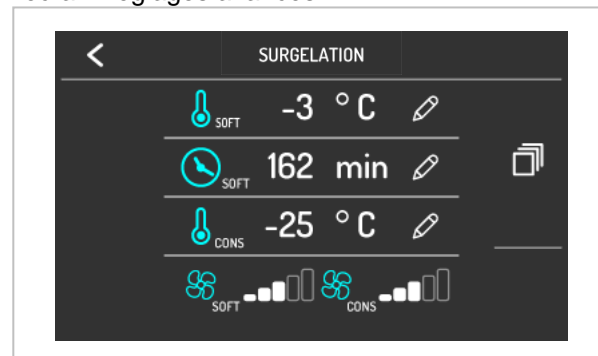 SURGELATION
SOFT -3 °C
SOFT 162 min
CONS -25 °C
SOFT CONS